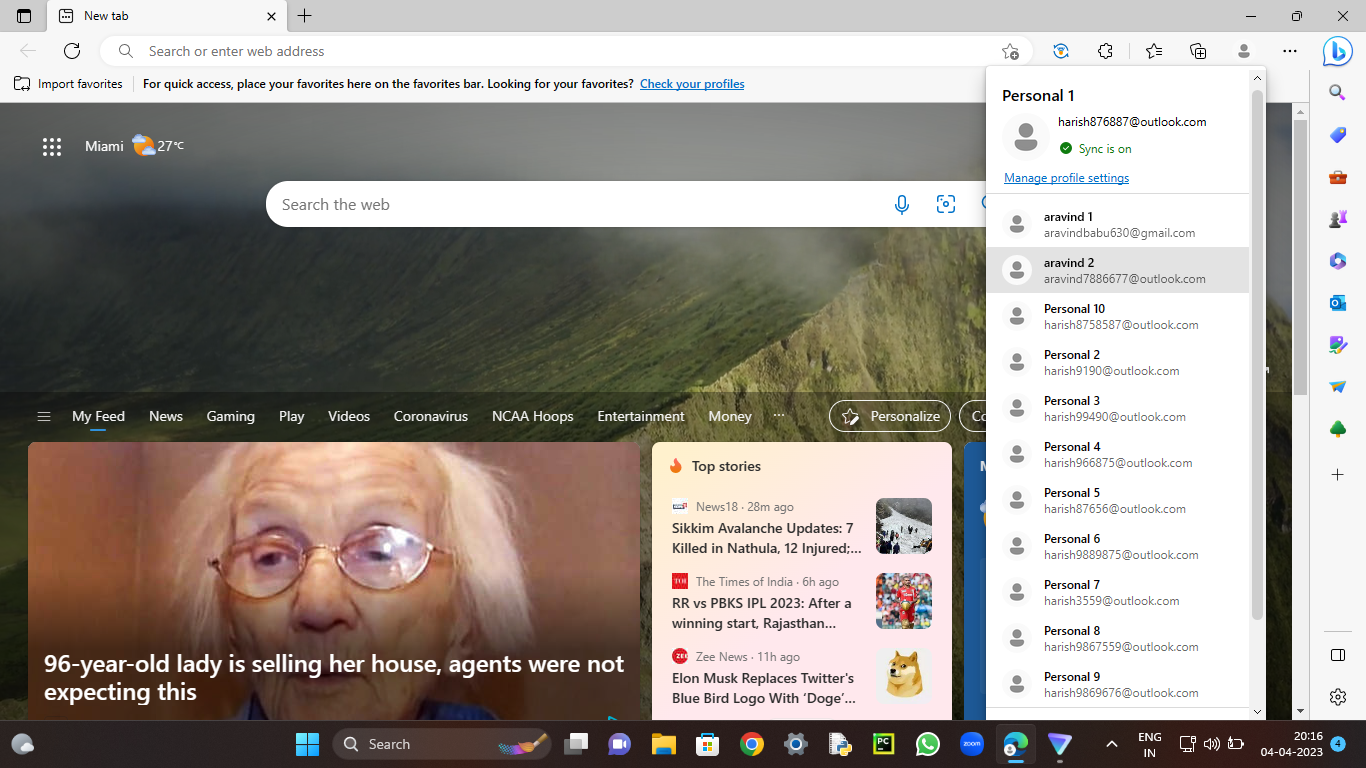 New tab
Search or enter web address
Import favorites
For quick access, place your favorites here on the favorites bar. Looking for your favorites? Check your profiles
Miami 27°C
Search the web
My Feed News Gaming Play Videos Coronavirus NCAA Hoops Entertainment Money ... Personalize
96-year-old lady is selling her house, agents were not
expecting this
Top stories
News18 · 28m ago
Sikkim Avalanche Updates: 7
Killed in Nathula, 12 Injured;...
TOI
The Times of India · 6h ago
RR vs PBKS IPL 2023: After a
winning start, Rajasthan...
ZEE
Zee News · 11h ago
Elon Musk Replaces Twitter's
Blue Bird Logo With ‘Doge’...
Personal 1
harish876887@outlook.com
Sync is on
Manage profile settings
aravind 1
aravindbabu630@gmail.com
aravind 2
aravind7886677@outlook.com
Personal 10
harish8758587@outlook.com
Personal 2
harish9190@outlook.com
Personal 3
harish99490@outlook.com
Personal 4
harish966875@outlook.com
Personal 5
harish87656@outlook.com
Personal 6
harish9889875@outlook.com
Personal 7
harish3559@outlook.com
Personal 8
harish9867559@outlook.com
Personal 9
harish9869676@outlook.com
Search
PC
zoom
ENG
IN
20:16
04-04-2023
4